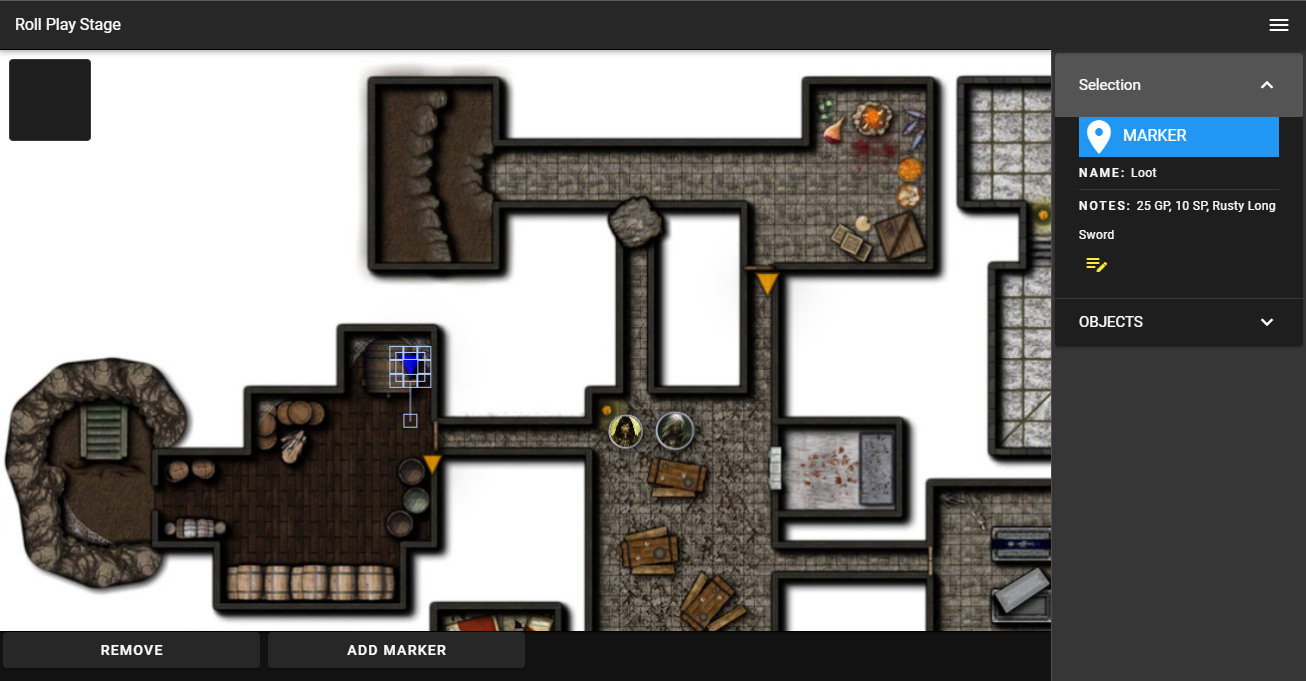 Roll Play Stage
Selection
MARKER
NAME: Loot
NOTES: 25 GP, 10 SP, Rusty Long
Sword
OBJECTS
REMOVE
ADD MARKER